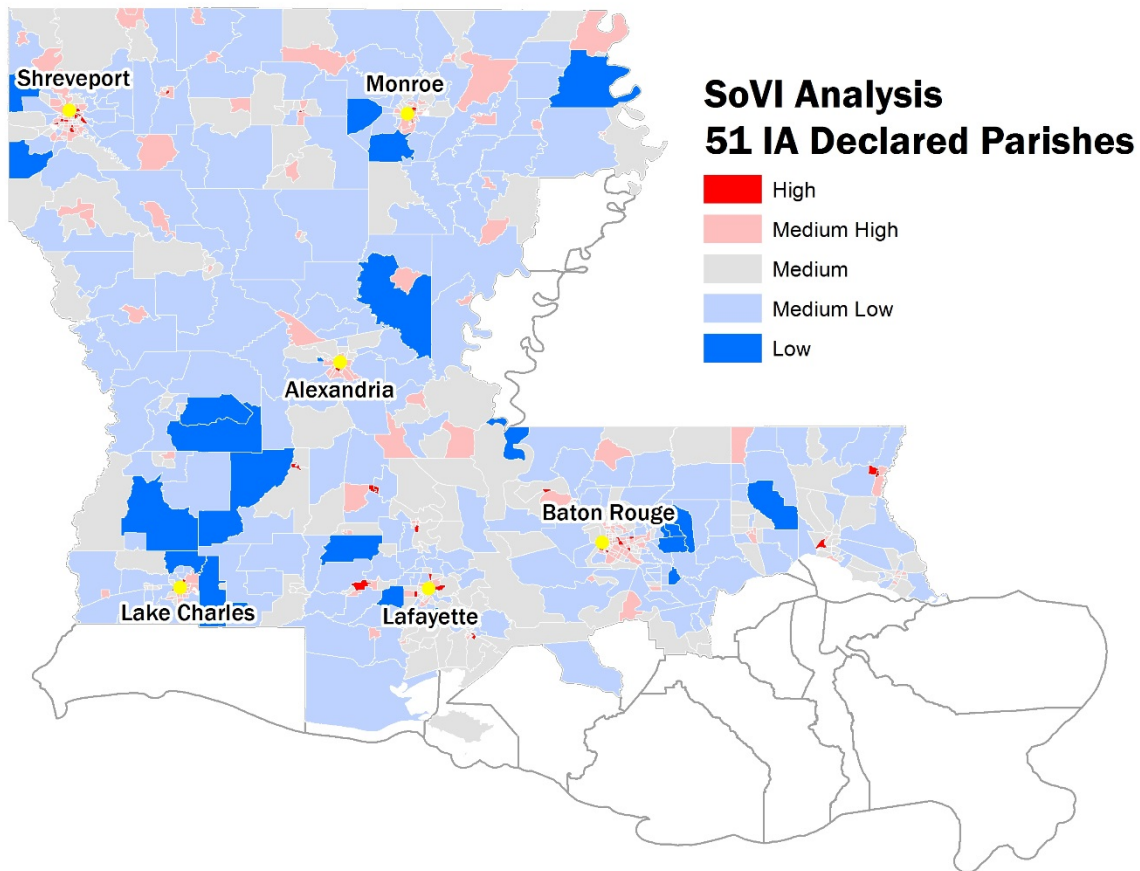 Shreveport
Monroe
SoVI Analysis
51 IA Declared Parishes
High
Medium High
Medium
Medium Low
Low
Alexandria
Baton Rouge
Lake Charles
Lafayette